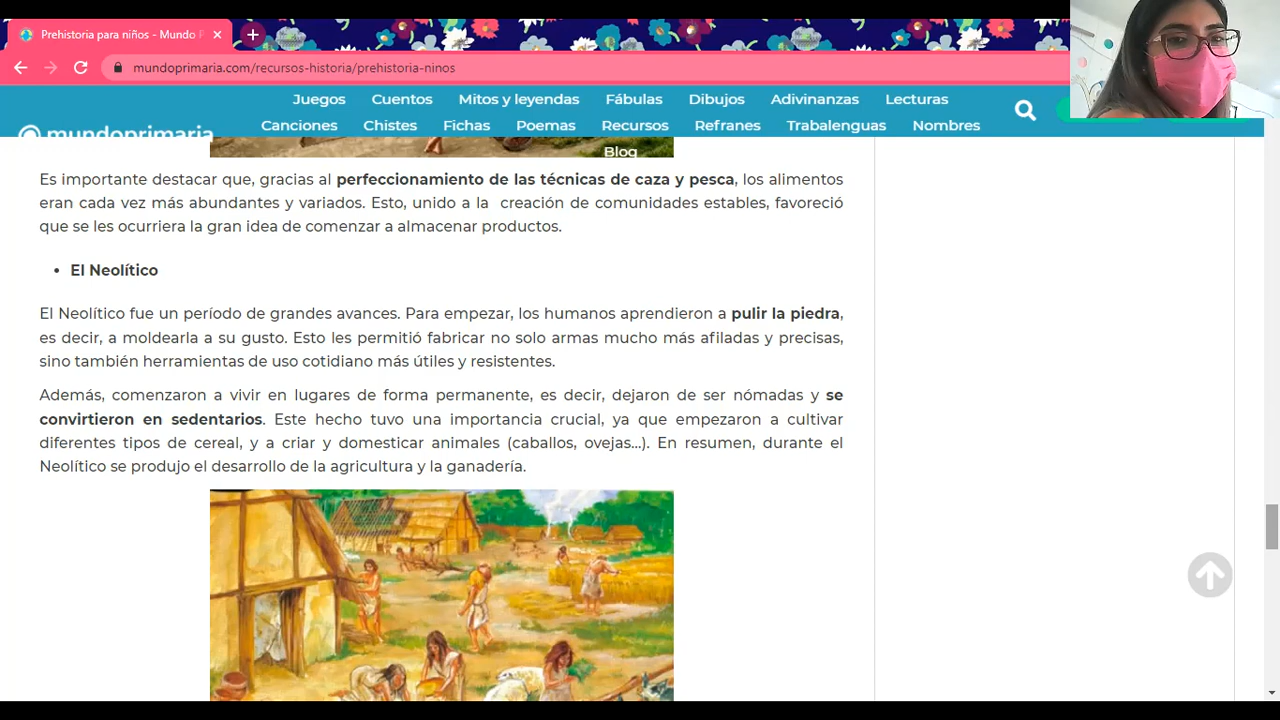 Prehistoria para niños - Mundo P
mundoprimaria.com/recursos-historia/prehistoria-ninos
Juegos Cuentos Mitos y leyendas Fábulas Dibujos Adivinanzas Lecturas
mundoprimaria Canciones Chistes Fichas Poemas Recursos Refranes Trabalenguas Nombres
Blog
Es importante destacar que, gracias al perfeccionamiento de las técnicas de caza y pesca, los alimentos
eran cada vez más abundantes y variados. Esto, unido a la creación de comunidades estables, favoreció
que se les ocurriera la gran idea de comenzar a almacenar productos.
• El Neolítico
El Neolítico fue un período de grandes avances. Para empezar, los humanos aprendieron a pulir la piedra,
es decir, a moldearla a su gusto. Esto les permitió fabricar no solo armas mucho más afiladas y precisas,
sino también herramientas de uso cotidiano más útiles y resistentes.
Además, comenzaron a vivir en lugares de forma permanente, es decir, dejaron de ser nómadas y se
convirtieron en sedentarios. Este hecho tuvo una importancia crucial, ya que empezaron a cultivar
diferentes tipos de cereal, y a criar y domesticar animales (caballos, ovejas...). En resumen, durante el
Neolítico se produjo el desarrollo de la agricultura y la ganadería.